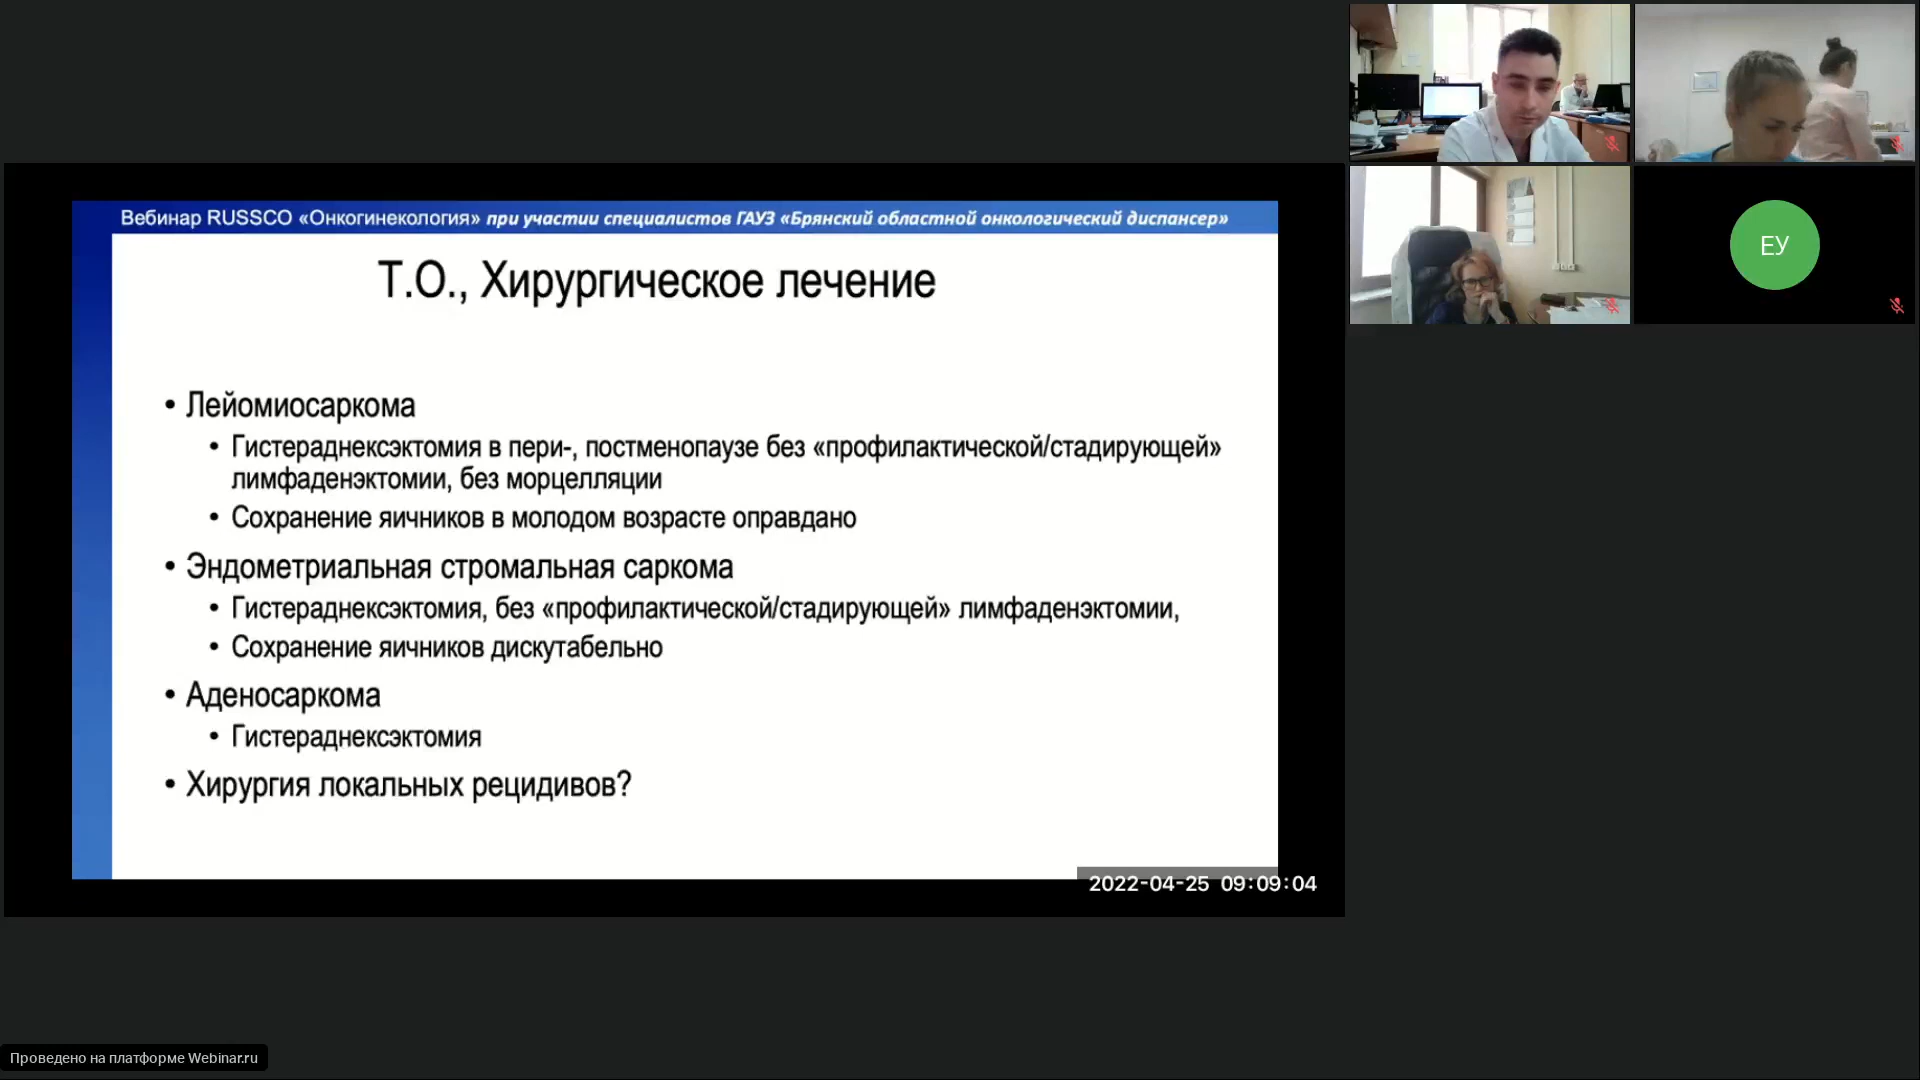 Вебинар RUSSCO «Онкогинекология» при участии специалистов ГАУЗ «Брянский областной онкологический диспансер»
Т.О., Хирургическое лечение
• Лейомиосаркома
• Гистераднексэктомия в пери-, постменопаузе без «профилактической/стадирующей»
лимфаденэктомии, без морцелляции
• Сохранение яичников в молодом возрасте оправдано
• Эндометриальная стромальная саркома
• Гистераднексэктомия, без «профилактической/стадирующей» лимфаденэктомии,
• Сохранение яичников дискутабельно
• Аденосаркома
• Гистераднексэктомия
• Хирургия локальных рецидивов?
2022-04-25 09:09:04
ЕУ
Проведено на платформе Webinar.ru